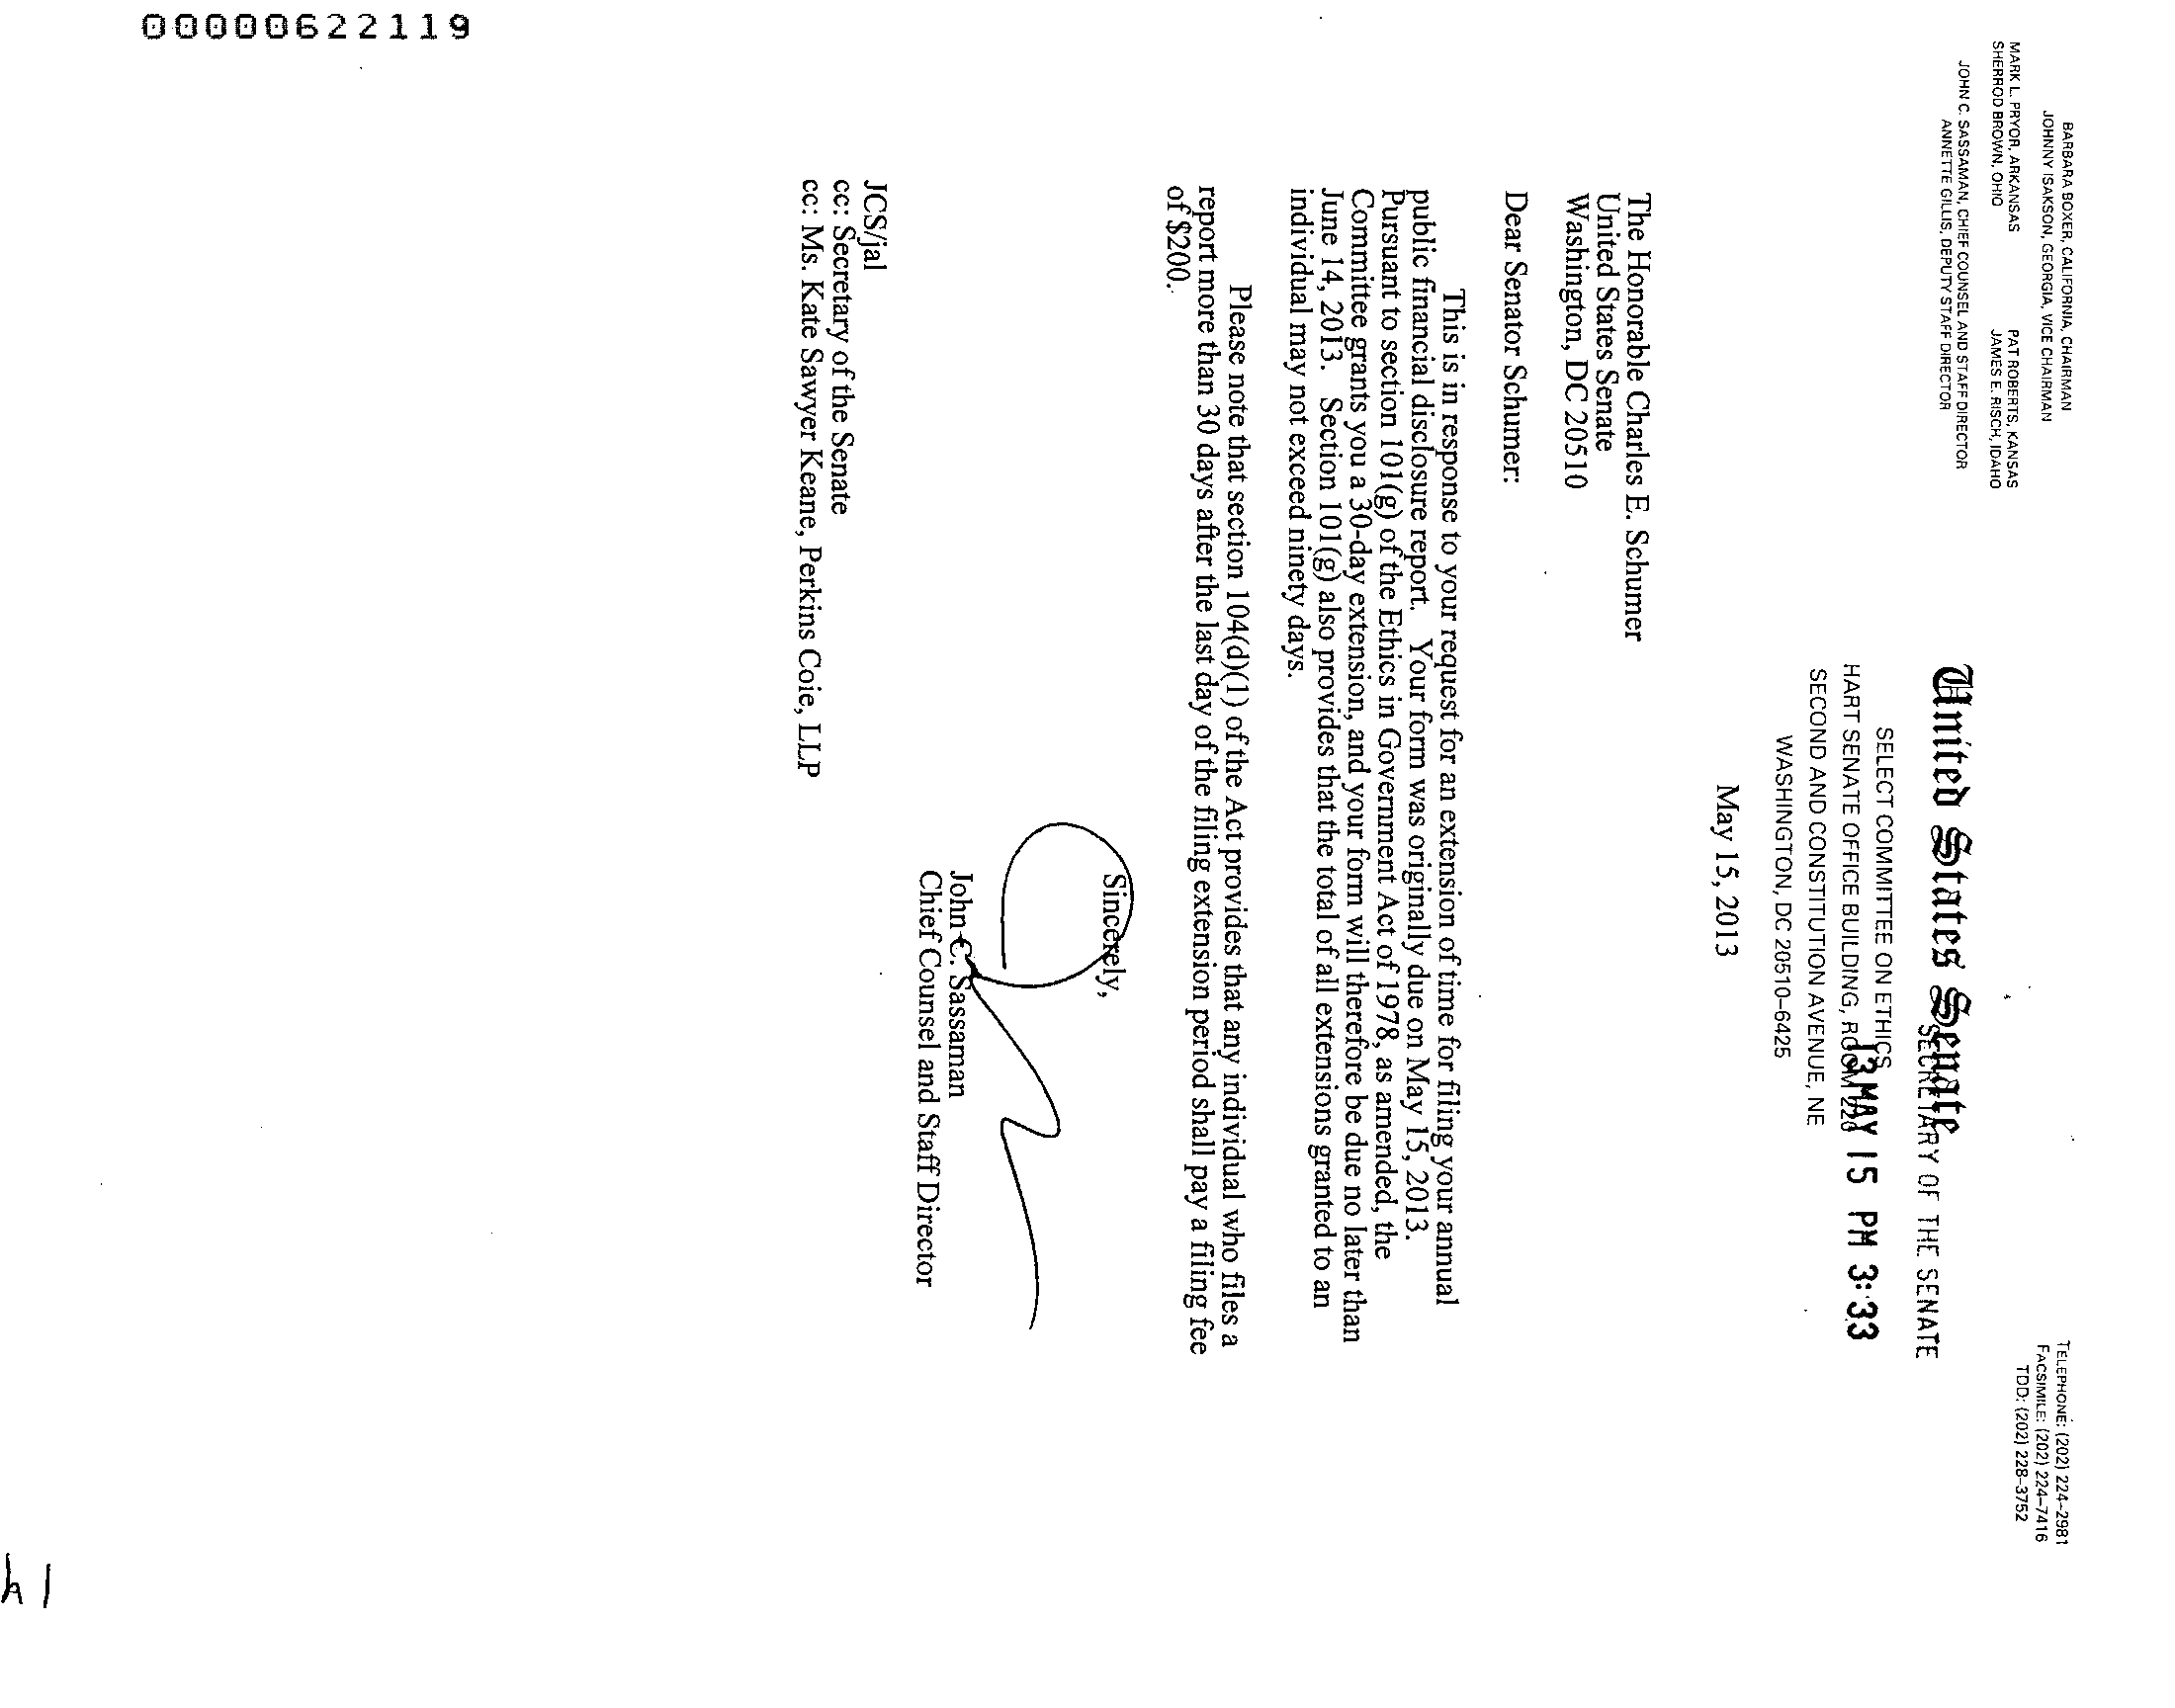 00000622119
BARBARA BOXER, CALIFORNIA, CHAIRMAN
JOHNNY ISAKSON, GEORGIA, VICE CHAIRMAN
MARK L. PRYOR, ARKANSAS PAT ROBERTS, KANSAS
SHERROD BROWN, OHIO JAMES E. RISCH, IDAHO
JOHN C. SASSAMAN, CHIEF COUNSEL AND STAFF DIRECTOR
ANNETTE GILLIS, DEPUTY STAFF DIRECTOR
TELEPHONE: (202) 224-2981
FACSIMILE: (202) 224-7416
TDD: (202) 228-3752
United States Senate
SELECT COMMITTEE ON ETHICS
HART SENATE OFFICE BUILDING, ROOM 220
SECOND AND CONSTITUTION AVENUE, NE
WASHINGTON, DC 20510-6425
SECRETARY OF THE SENATE
13 MAY 15 PM 3:33
May 15, 2013
The Honorable Charles E. Schumer
United States Senate
Washington, DC 20510
Dear Senator Schumer:
This is in response to your request for an extension of time for filing your annual
public financial disclosure report. Your form was originally due on May 15, 2013.
Pursuant to section 101(g) of the Ethics in Government Act of 1978, as amended, the
Committee grants you a 30-day extension, and your form will therefore be due no later than
June 14, 2013. Section 101(g) also provides that the total of all extensions granted to an
individual may not exceed ninety days.
Please note that section 104(d)(1) of the Act provides that any individual who files a
report more than 30 days after the last day of the filing extension period shall pay a filing fee
of $200.
Sincerely,
John C. Sassaman
Chief Counsel and Staff Director
JCS/jal
cc: Secretary of the Senate
cc: Ms. Kate Sawyer Keane, Perkins Coie, LLP